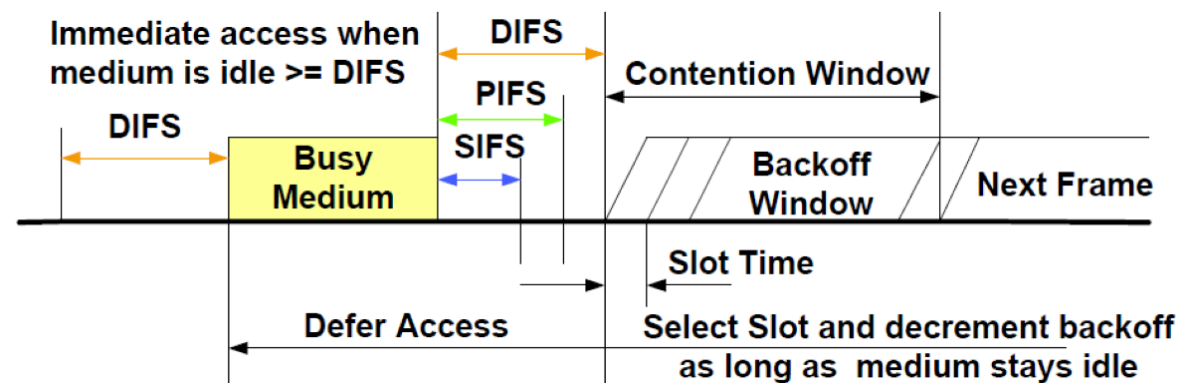 Immediate access when
medium is idle >= DIFS
DIFS
DIFS
Contention Window
PIFS
SIFS
Busy
Medium
Backoff
Window
Next Frame
Slot Time
Defer Access
Select Slot and decrement backoff
as long as medium stays idle